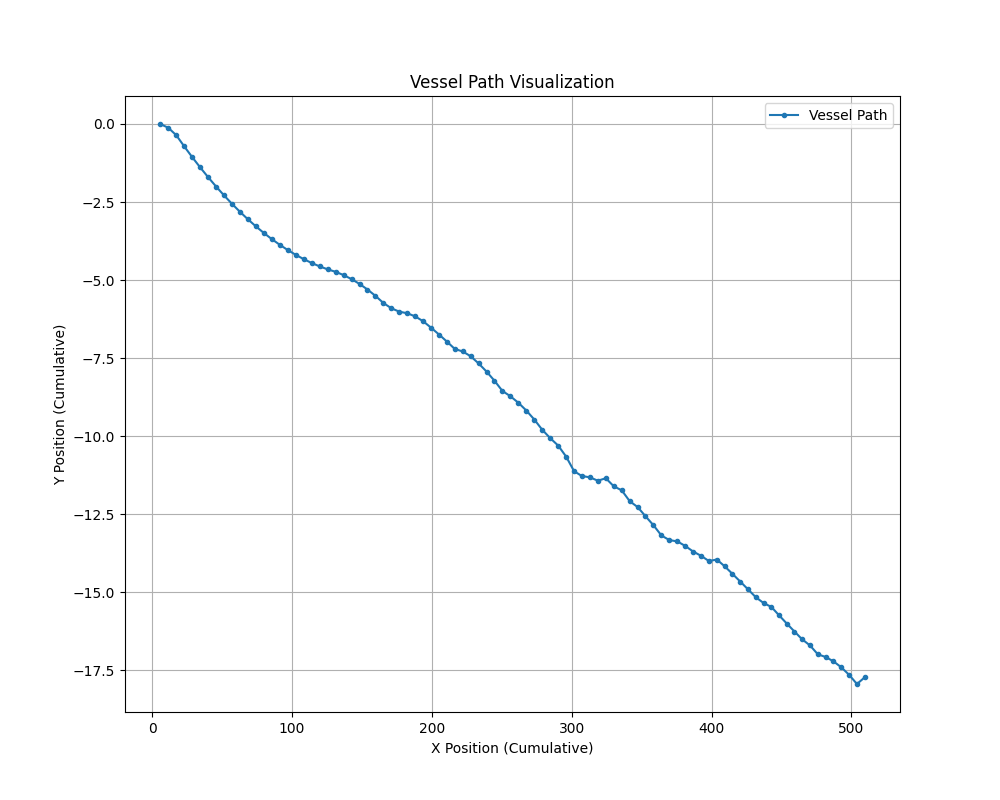 Vessel Path Visualization
Vessel Path
0.0
−2.5
−5.0
−7.5
−10.0
−12.5
−15.0
−17.5
Y Position (Cumulative)
0 100 200 300 400 500
X Position (Cumulative)